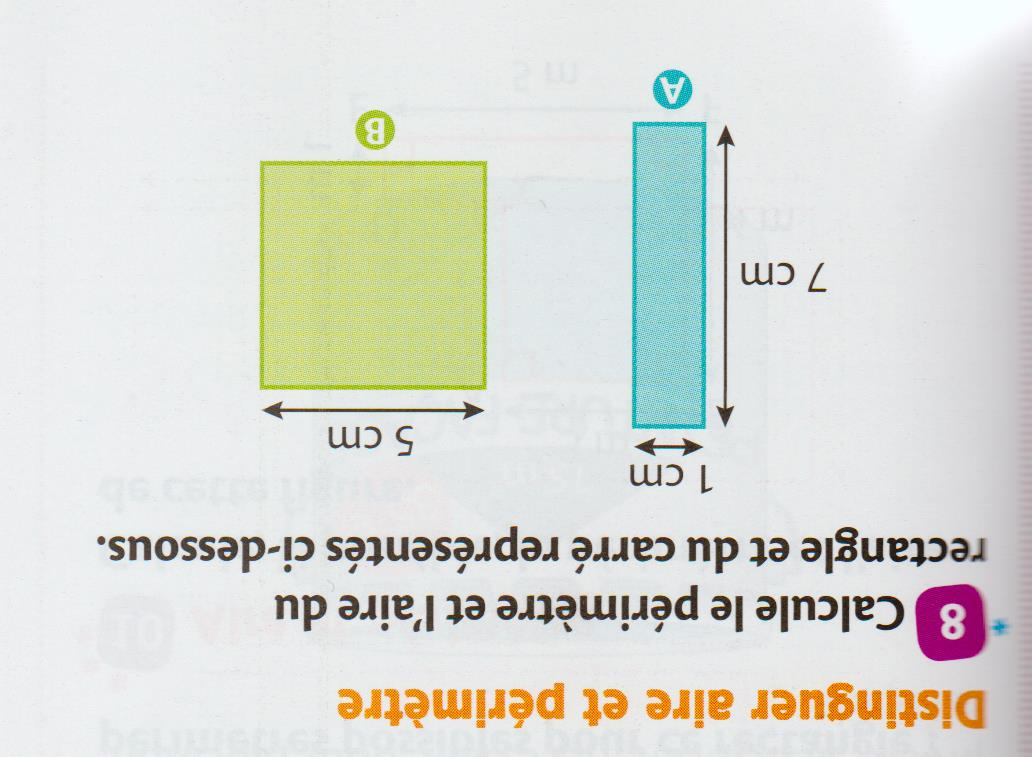 Distinguer aire et périmètre
* 8 Calcule le périmètre et l'aire du
rectangle et du carré représentés ci-dessous.
1 cm
5 cm
7 cm
A
B